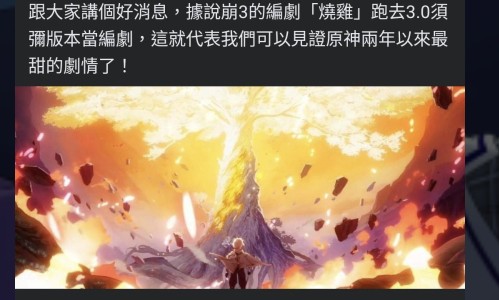 跟大家講個好消息，據說崩3的編劇「燒雞」跑去3.0須
彌版本當編劇，這就代表我們可以見證原神兩年以來最
甜的劇情了！